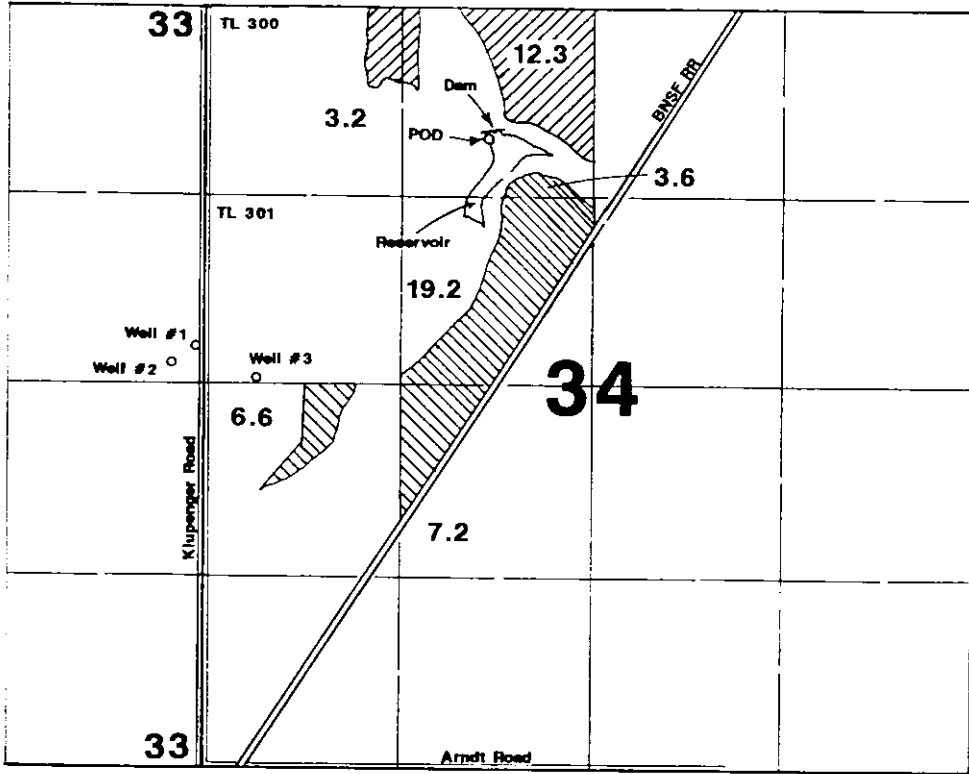 33
TL 300
12.3
BNSF RR
Dam
3.2
POD
3.6
TL 301
Reservoir
19.2
Well #1
Well #2
Well #3
34
6.6
Klupenger Road
7.2
33
Arndt Road